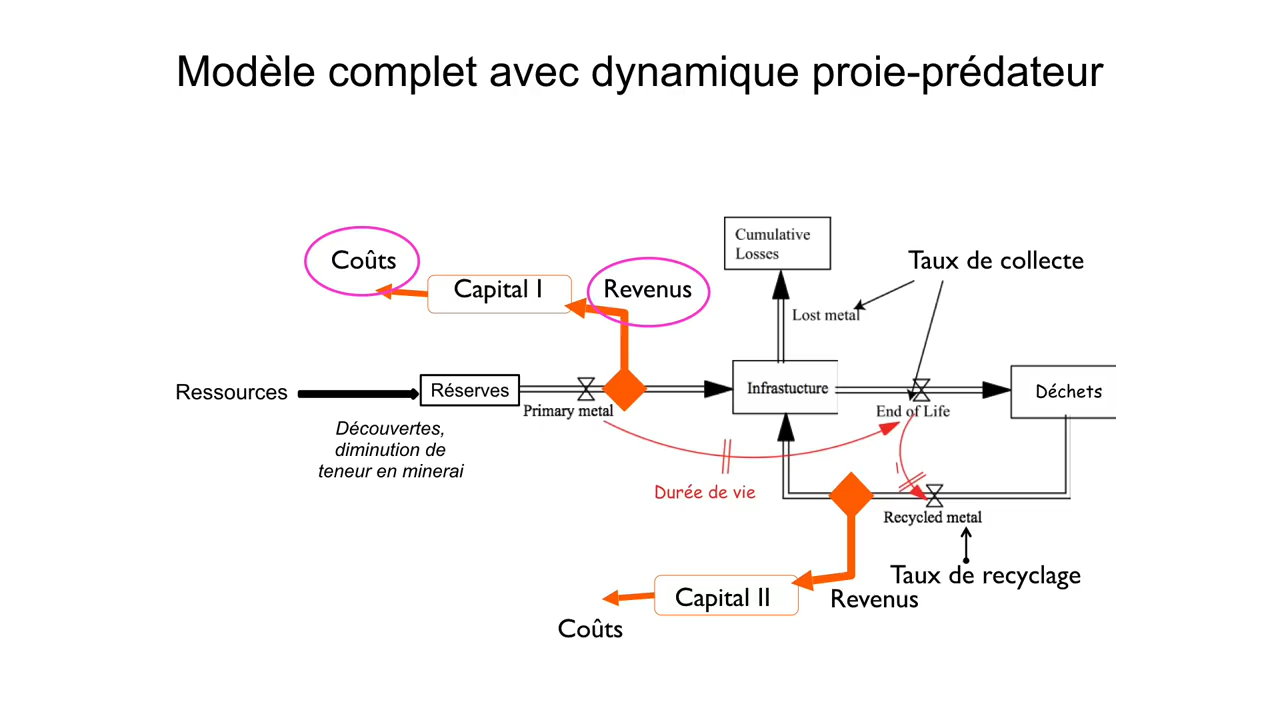 Modèle complet avec dynamique proie-prédateur
Cumulative
Losses
Coûts
Taux de collecte
Capital I
Revenus
Lost metal
Ressources
Réserves
Infrastucture
Déchets
Primary metal
End of Life
Découvertes,
diminution de
teneur en minerai
Durée de vie
Recycled metal
Taux de recyclage
Capital II
Revenus
Coûts